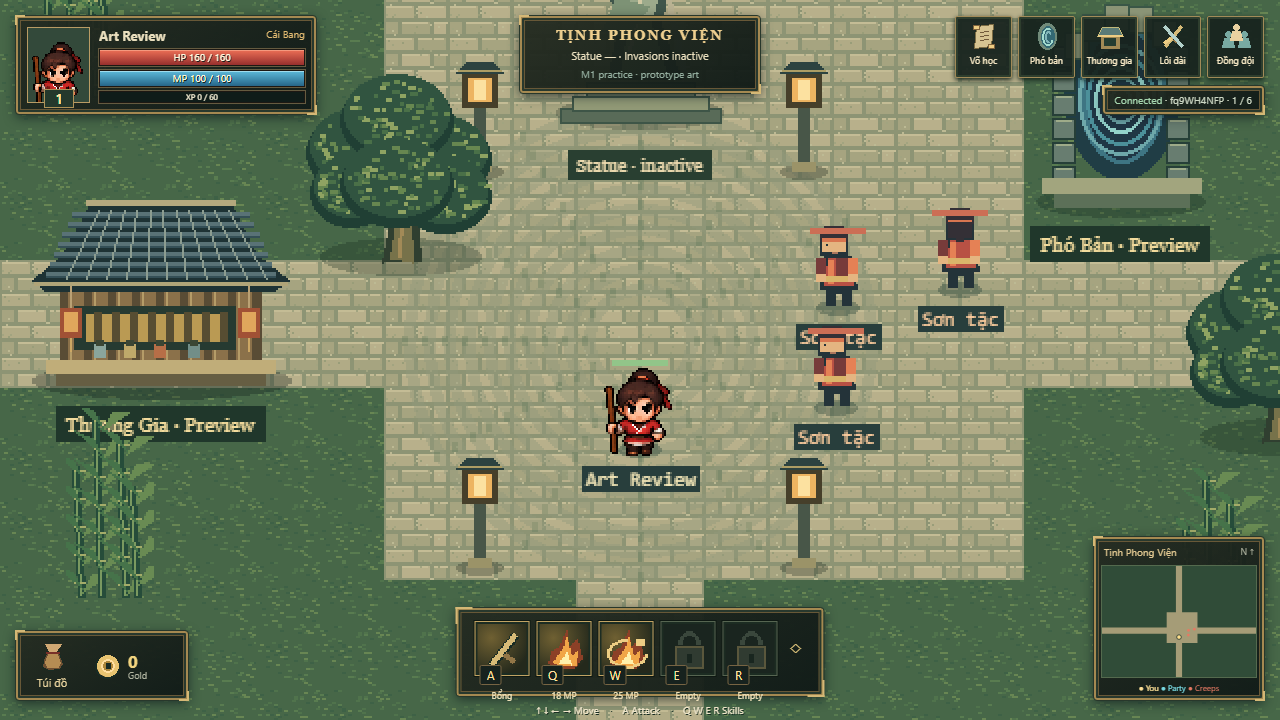 Art Review
Cái Bang
HP 160 / 160
MP 100 / 100
XP 0 / 60
1
TỊNH PHONG VIỆN
Statue — · Invasions inactive
M1 practice · prototype art
Võ học
Phó bản
Thương gia
Lôi đài
Đồng đội
Connected · fq9WH4NFP · 1 / 6
Statue · inactive
Phó Bản · Preview
Sơn tặc
Sơn tặc
Sơn tặc
Gia · Preview
Art Review
Túi đồ
0
Gold
A
Q
W
E
R
Bổng
18 MP
25 MP
Empty
Empty
↑↓←→ Move · A Attack · Q W E R Skills
Tịnh Phong Viện
N ↑
● You ● Party ● Creeps